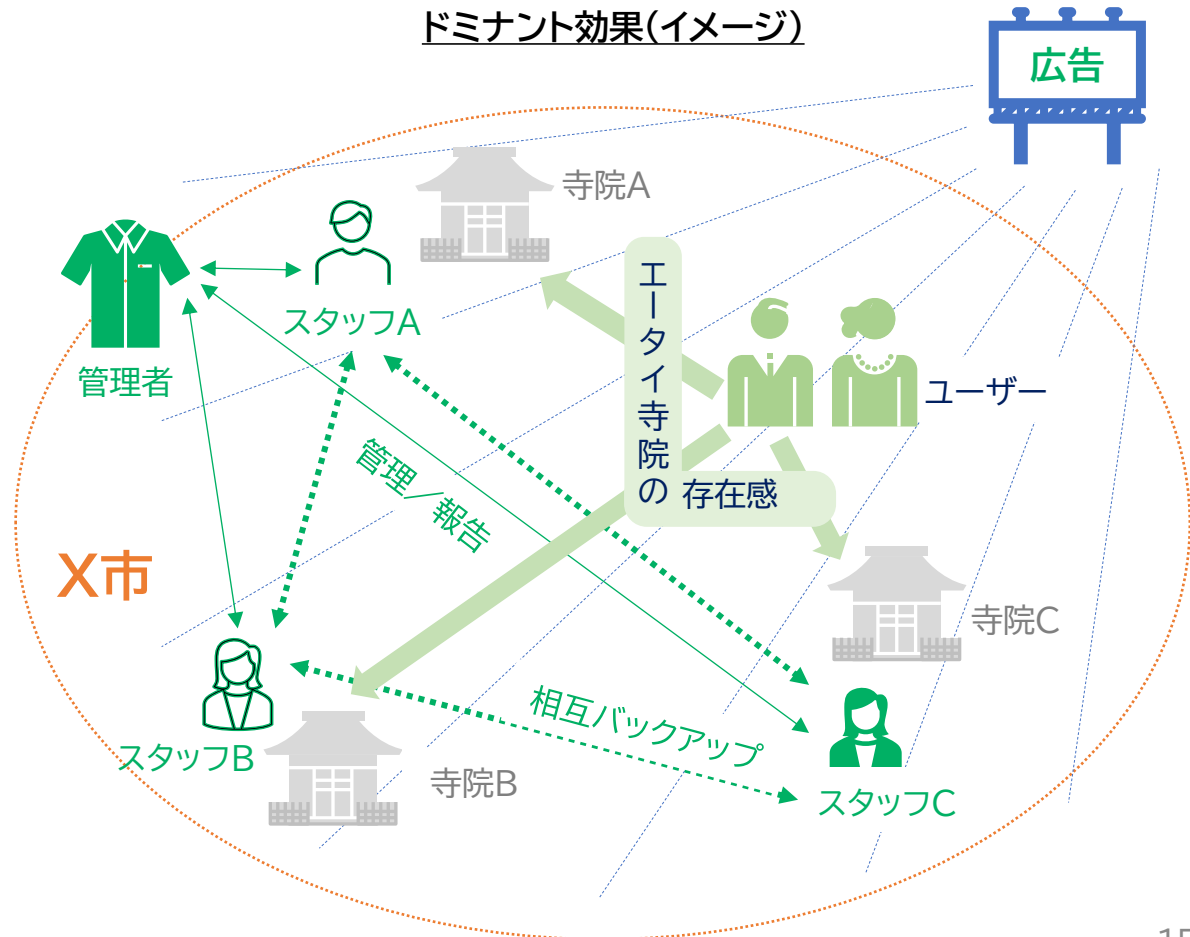 ドミナント効果(イメージ)
広告
寺院A
スタッフA
管理者
エータイ寺院の
存在感
ユーザー
管理／報告
X市
寺院C
スタッフB
寺院B
相互バックアップ
スタッフC